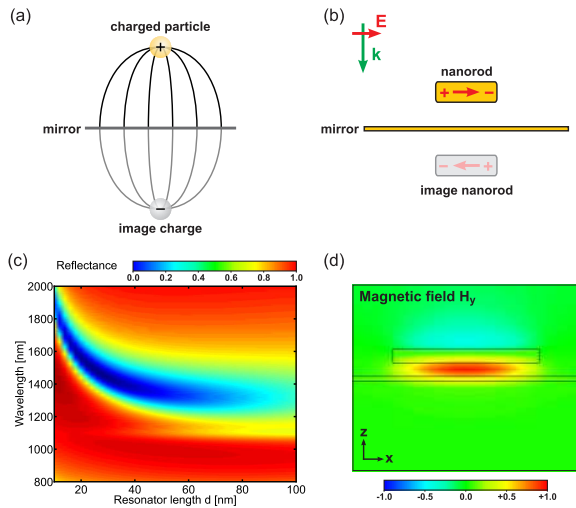 (a)
charged particle
+
mirror
−
image charge
(b)
E
k
nanorod
+ −
mirror
− +
image nanorod
(c)
Reflectance
0.0 0.2 0.4 0.6 0.8 1.0
Wavelength [nm]
2000
1800
1600
1400
1200
1000
800
20 40 60 80 100
Resonator length d [nm]
(d)
Magnetic field Hy
z
x
-1.0 -0.5 0.0 +0.5 +1.0